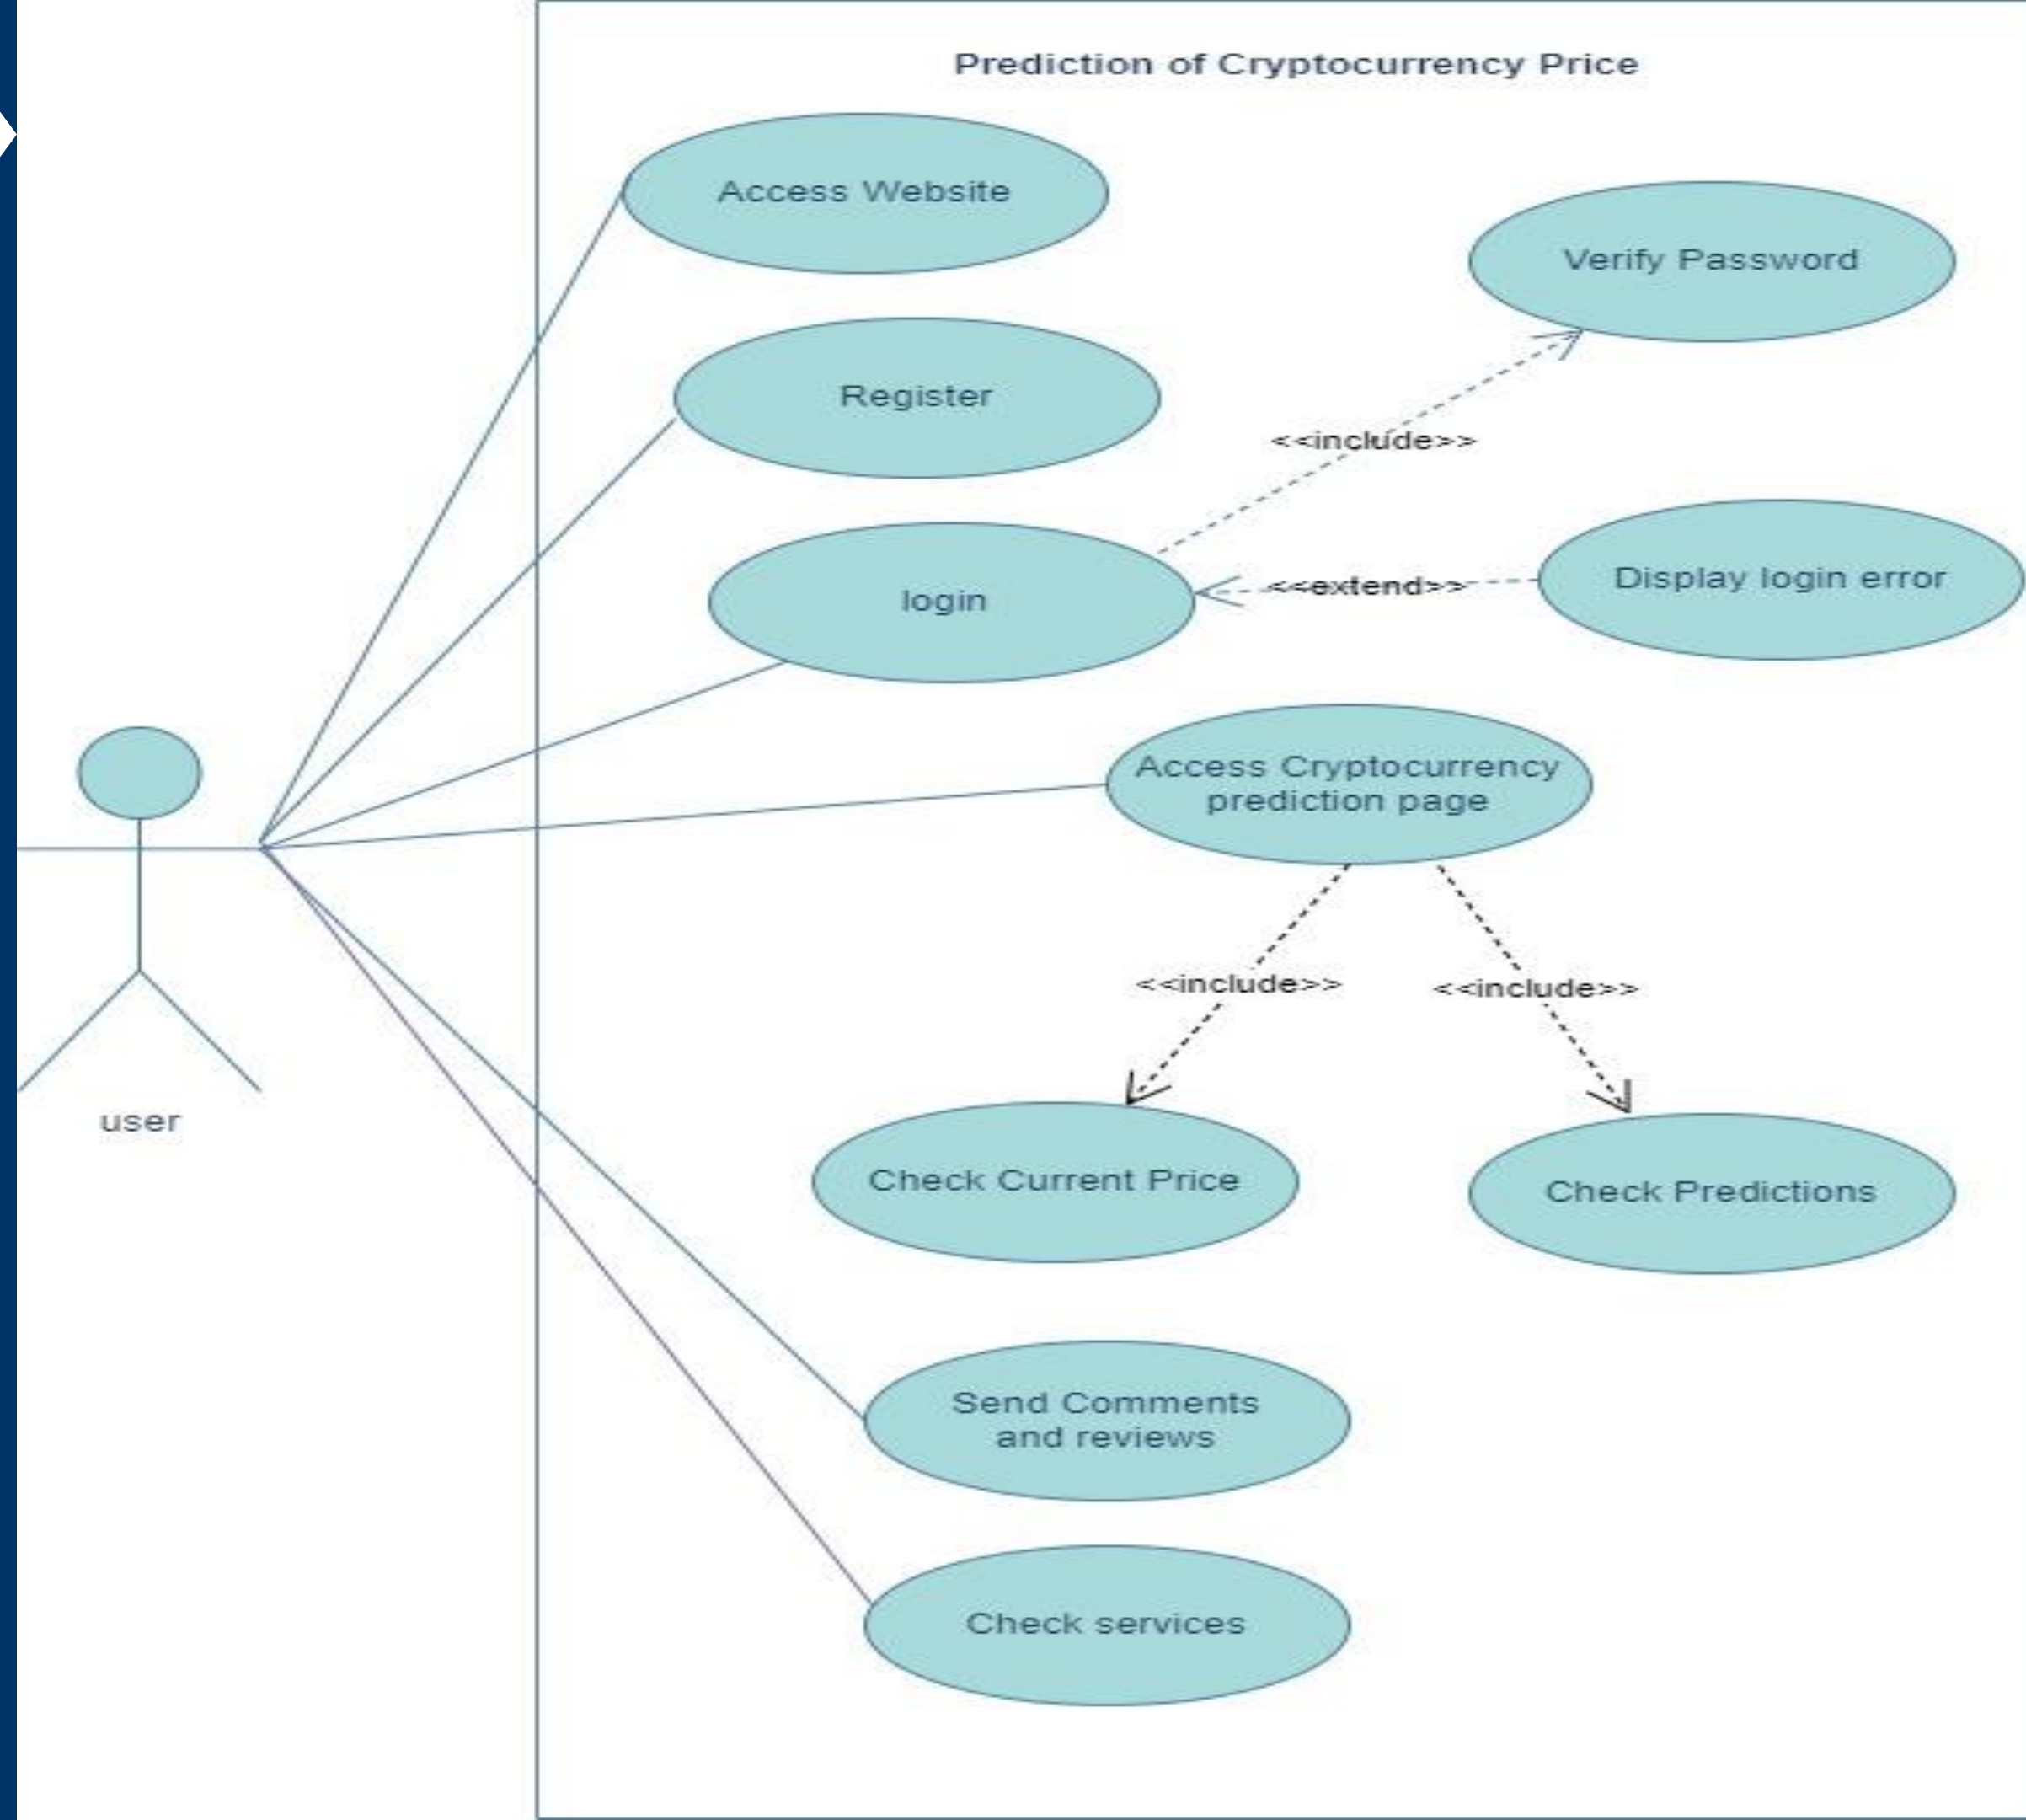 Prediction of Cryptocurrency Price
Access Website
Verify Password
Register
<<include>>
login
<<extend>>
Display login error
Access Cryptocurrency
prediction page
<<include>>
<<include>>
user
Check Current Price
Check Predictions
Send Comments
and reviews
Check services